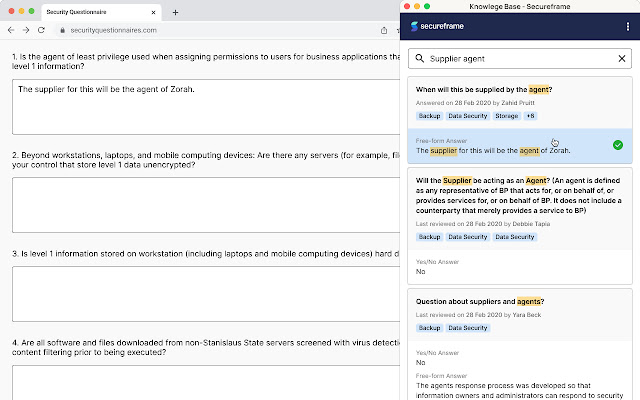 Security Questionnaire
securityquestionnaires.com
1. Is the agent of least privilege used when assigning permissions to users for business applications tha
level 1 information?
The supplier for this will be the agent of Zorah.
2. Beyond workstations, laptops, and mobile computing devices: Are there any servers (for example, fil
your control that store level 1 data unencrypted?
3. Is level 1 information stored on workstation (including laptops and mobile computing devices) hard d
4. Are all software and files downloaded from non-Stanislaus State servers screened with virus detecti
content filtering prior to being executed?
Knowlege Base - Secureframe
secureframe
Supplier agent
When will this be supplied by the agent?
Answered on 28 Feb 2020 by Zahid Pruitt
Backup Data Security Storage +6
Free-form Answer
The supplier for this will be the agent of Zorah.
Will the Supplier be acting as an Agent? (An agent is defined
as any representative of BP that acts for, or on behalf of, or
provides services for, or on behalf of BP. It does not include a
counterparty that merely provides a service to BP)
Last reviewed on 28 Feb 2020 by Debbie Tapia
Backup Data Security Data Security
Yes/No Answer
No
Question about suppliers and agents?
Last reviewed on 28 Feb 2020 by Yara Beck
Backup Data Security
Yes/No Answer
No
Free-form Answer
The agents response process was developed so that
information owners and administrators can respond to security